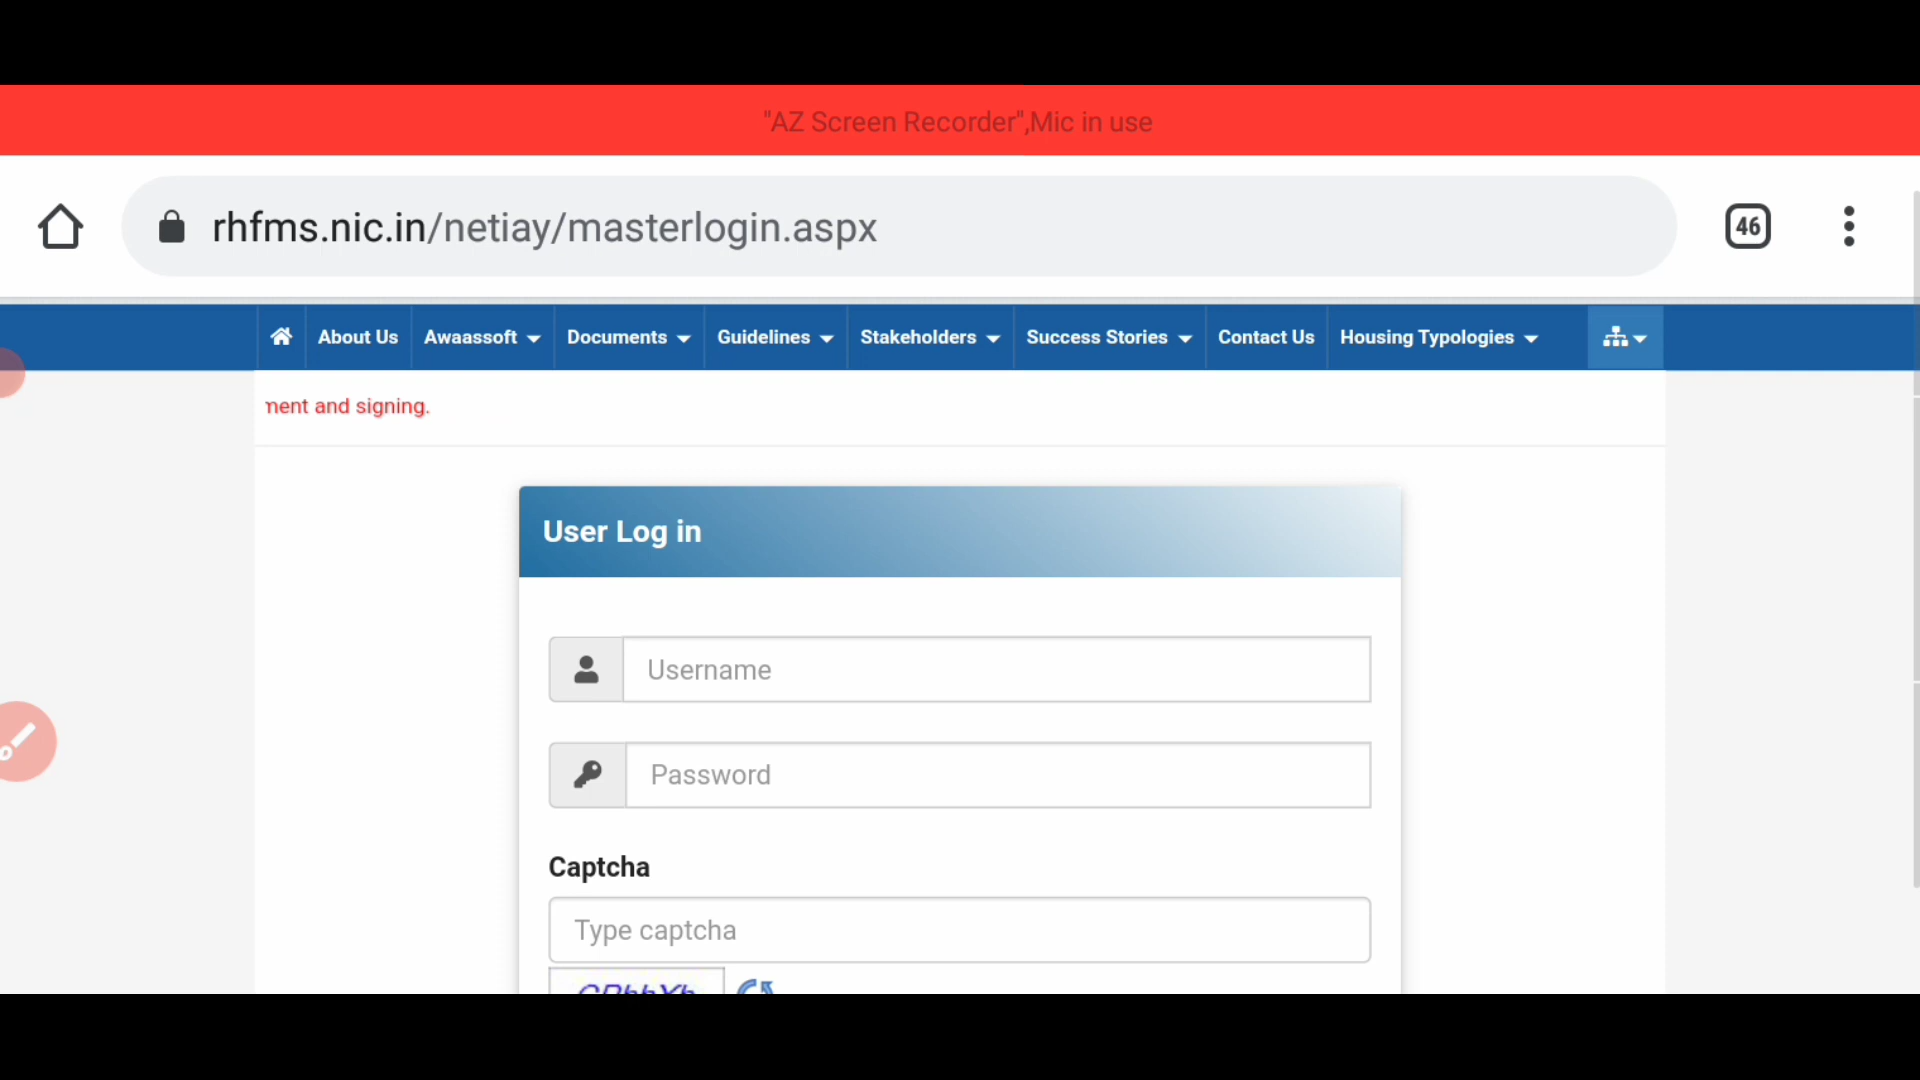 "AZ Screen Recorder",Mic in use
rhfms.nic.in/netiay/masterlogin.aspx
46
About Us Awaassoft Documents Guidelines Stakeholders Success Stories Contact Us Housing Typologies
ment and signing.
User Log in
Username
Password
Captcha
Type captcha